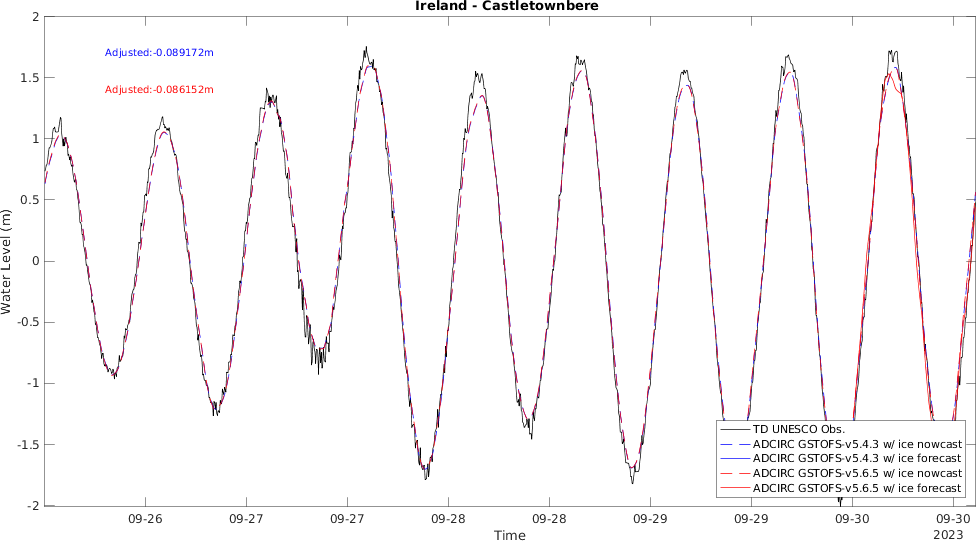 Ireland - Castletownbere
Adjusted:-0.089172m
Adjusted:-0.086152m
Water Level (m)
2
1.5
1
0.5
0
-0.5
-1
-1.5
-2
TD UNESCO Obs.
ADCIRC GSTOFS-v5.4.3 w/ ice nowcast
ADCIRC GSTOFS-v5.4.3 w/ ice forecast
ADCIRC GSTOFS-v5.6.5 w/ ice nowcast
ADCIRC GSTOFS-v5.6.5 w/ ice forecast
09-26 09-27 09-27 09-28 09-28 09-29 09-29 09-30 09-30
2023
Time